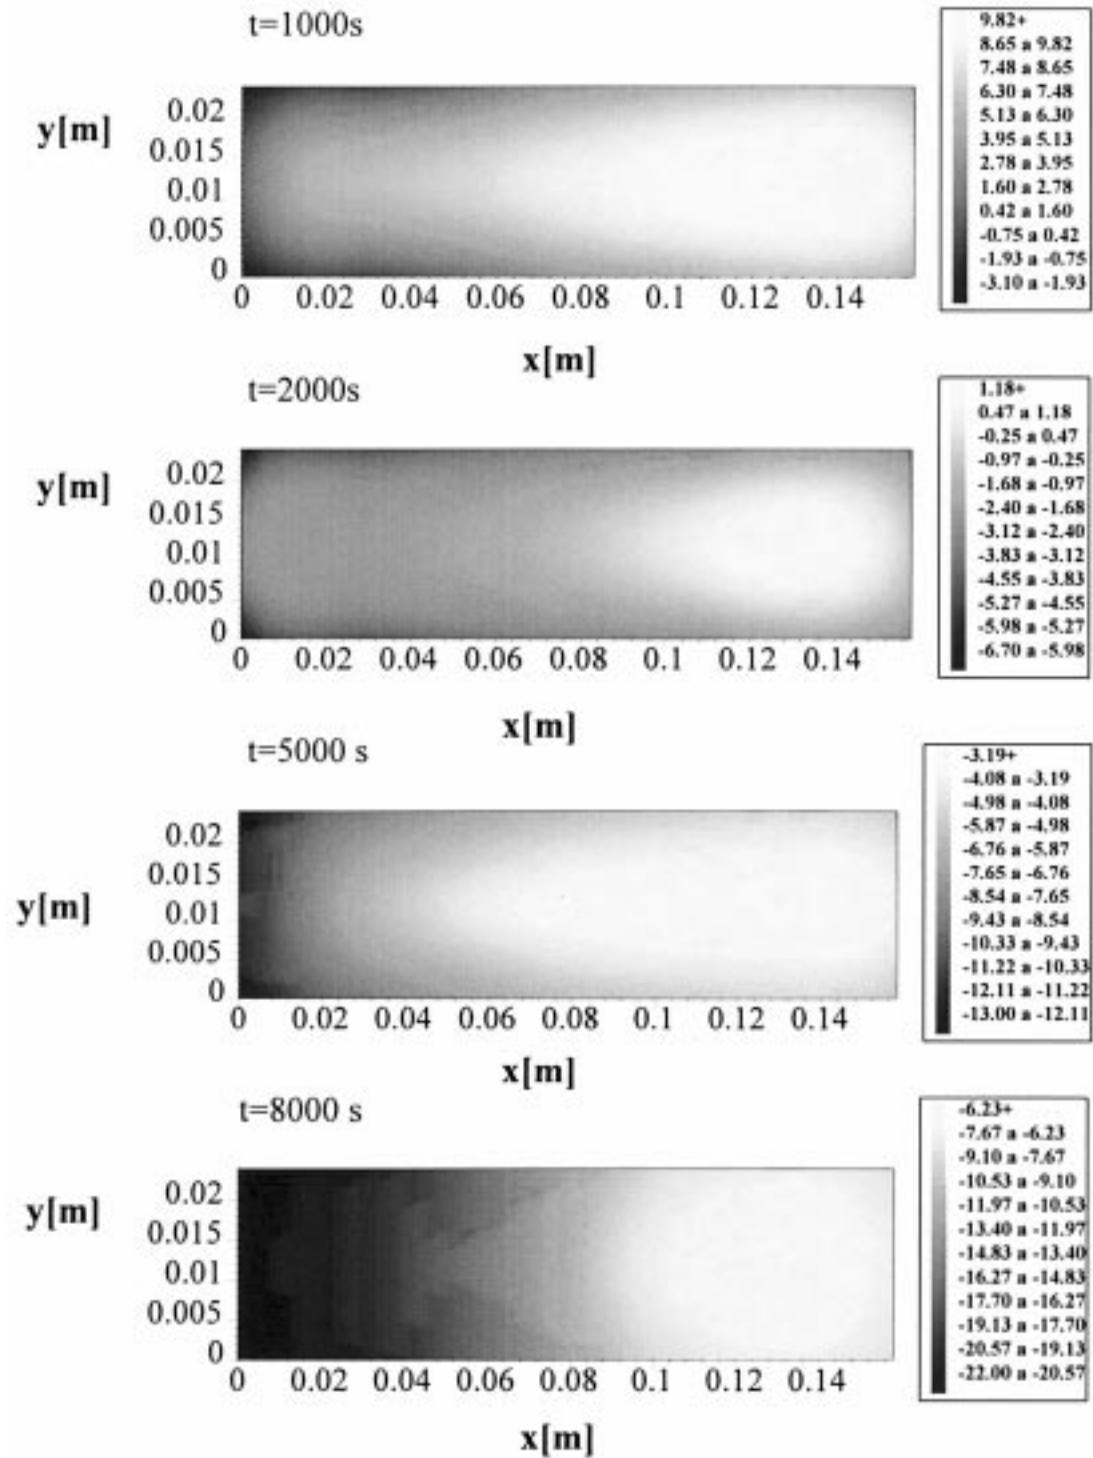 t=1000s
y[m]
0.02
0.015
0.01
0.005
0
0 0.02 0.04 0.06 0.08 0.1 0.12 0.14
x[m]
9.82+
8.65 a 9.82
7.48 a 8.65
6.30 a 7.48
5.13 a 6.30
3.95 a 5.13
2.78 a 3.95
1.60 a 2.78
0.42 a 1.60
-0.75 a 0.42
-1.93 a -0.75
-3.10 a -1.93
t=2000s
y[m]
0.02
0.015
0.01
0.005
0
0 0.02 0.04 0.06 0.08 0.1 0.12 0.14
x[m]
1.18+
0.47 a 1.18
-0.25 a 0.47
-0.97 a -0.25
-1.68 a -0.97
-2.40 a -1.68
-3.12 a -2.40
-3.83 a -3.12
-4.55 a -3.83
-5.27 a -4.55
-5.98 a -5.27
-6.70 a -5.98
t=5000 s
y[m]
0.02
0.015
0.01
0.005
0
0 0.02 0.04 0.06 0.08 0.1 0.12 0.14
x[m]
-3.19+
-4.08 a -3.19
-4.98 a -4.08
-5.87 a -4.98
-6.76 a -5.87
-7.65 a -6.76
-8.54 a -7.65
-9.43 a -8.54
-10.33 a -9.43
-11.22 a -10.33
-12.11 a -11.22
-13.00 a -12.11
t=8000 s
y[m]
0.02
0.015
0.01
0.005
0
0 0.02 0.04 0.06 0.08 0.1 0.12 0.14
x[m]
-6.23+
-7.67 a -6.23
-9.10 a -7.67
-10.53 a -9.10
-11.97 a -10.53
-13.40 a -11.97
-14.83 a -13.40
-16.27 a -14.83
-17.70 a -16.27
-19.13 a -17.70
-20.57 a -19.13
-22.00 a -20.57